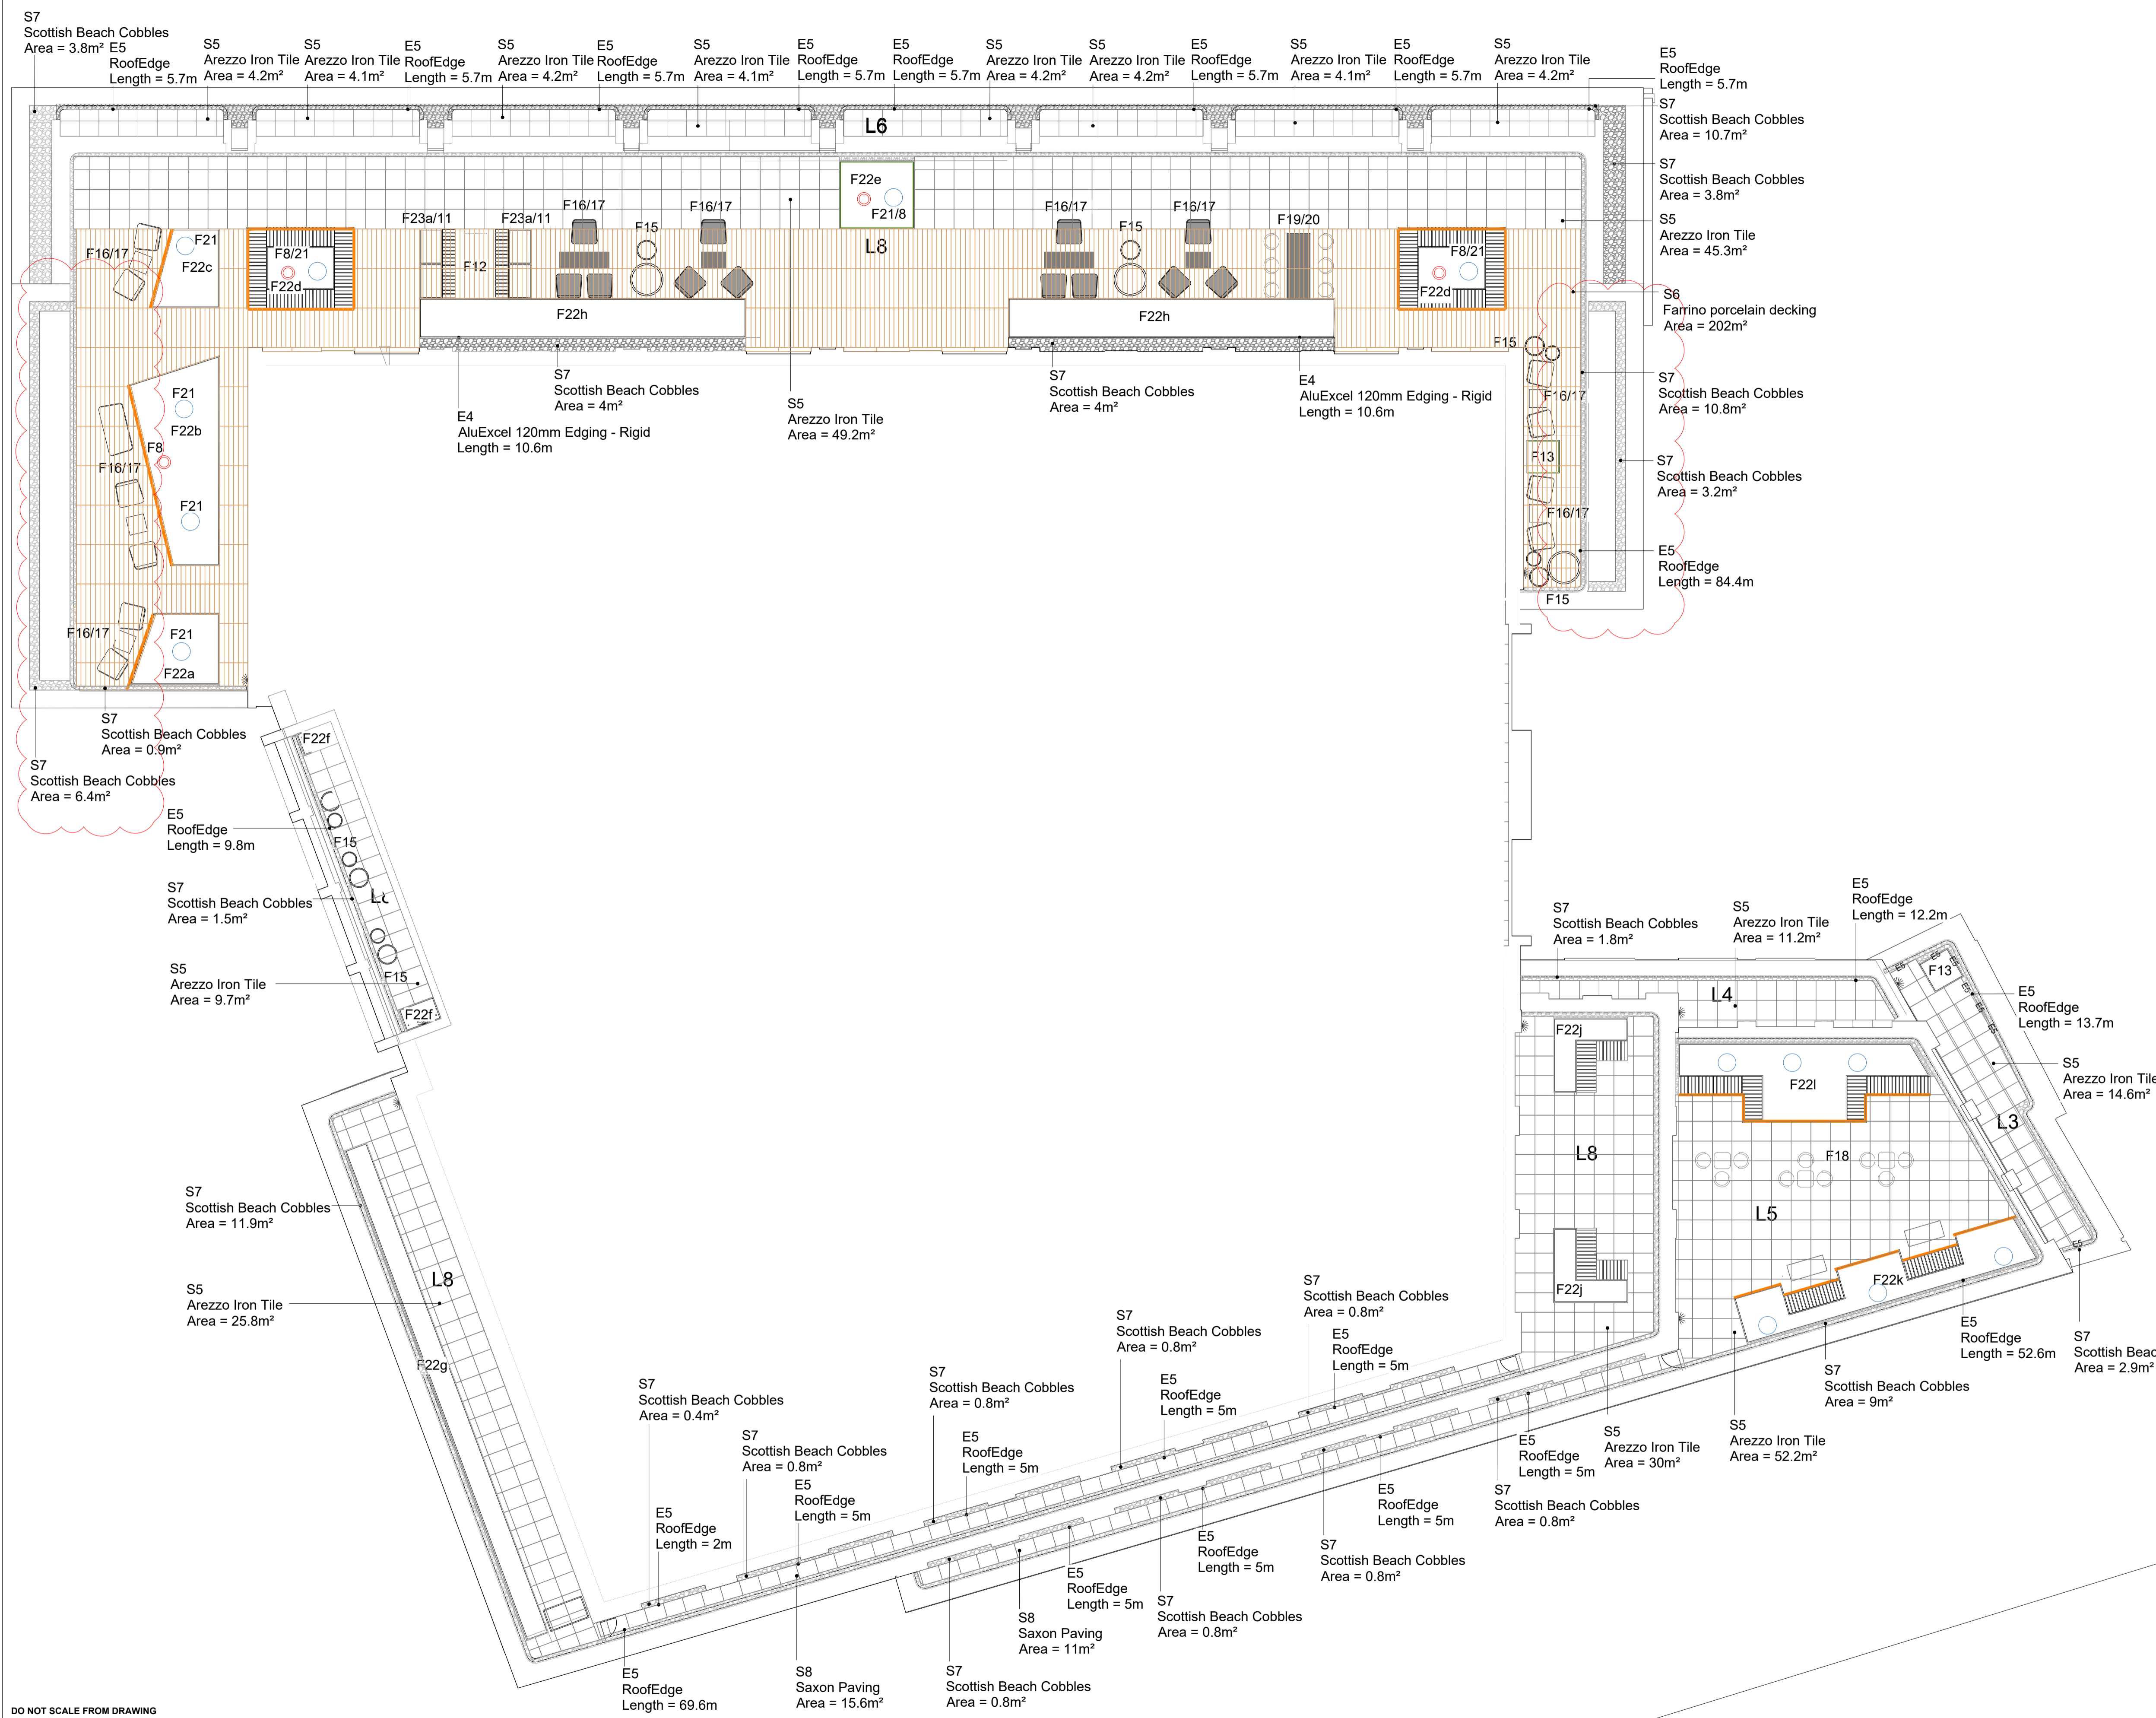 S7
Scottish Beach Cobbles
Area = 3.8m²
E5
RoofEdge
Length = 5.7m
S5
Arezzo Iron Tile
Area = 4.2m²
S5
Arezzo Iron Tile
Area = 4.1m²
E5
RoofEdge
Length = 5.7m
S5
Arezzo Iron Tile
Area = 4.2m²
E5
RoofEdge
Length = 5.7m
S5
Arezzo Iron Tile
Area = 4.1m²
E5
RoofEdge
Length = 5.7m
E5
RoofEdge
Length = 5.7m
S5
Arezzo Iron Tile
Area = 4.2m²
S5
Arezzo Iron Tile
Area = 4.2m²
E5
RoofEdge
Length = 5.7m
S5
Arezzo Iron Tile
Area = 4.1m²
E5
RoofEdge
Length = 5.7m
S5
Arezzo Iron Tile
Area = 4.2m²
E5
RoofEdge
Length = 5.7m
S7
Scottish Beach Cobbles
Area = 10.7m²
S7
Scottish Beach Cobbles
Area = 3.8m²
S5
Arezzo Iron Tile
Area = 45.3m²
S6
Farrino porcelain decking
Area = 202m²
S7
Scottish Beach Cobbles
Area = 10.8m²
S7
Scottish Beach Cobbles
Area = 3.2m²
E5
RoofEdge
Length = 84.4m
L6
F22e
F21/8
L8
F16/17
F21
F22c
F8/21
F22d
F23a/11
F23a/11
F12
F16/17
F15
F16/17
F16/17
F15
F16/17
F19/20
F8/21
F22d
F22h
F22h
F15
F16/17
F13
F16/17
F15
F21
F22b
F8
F16/17
F21
F16/17
F21
F22a
E4
AluExcel 120mm Edging - Rigid
Length = 10.6m
S7
Scottish Beach Cobbles
Area = 4m²
S5
Arezzo Iron Tile
Area = 49.2m²
S7
Scottish Beach Cobbles
Area = 4m²
E4
AluExcel 120mm Edging - Rigid
Length = 10.6m
S7
Scottish Beach Cobbles
Area = 0.9m²
S7
Scottish Beach Cobbles
Area = 6.4m²
F22f
E5
RoofEdge
Length = 9.8m
F15
S7
Scottish Beach Cobbles
Area = 1.5m²
S5
Arezzo Iron Tile
Area = 9.7m²
F15
F22f
S7
Scottish Beach Cobbles
Area = 11.9m²
S5
Arezzo Iron Tile
Area = 25.8m²
L8
F22g
S7
Scottish Beach Cobbles
Area = 1.8m²
S5
Arezzo Iron Tile
Area = 11.2m²
E5
RoofEdge
Length = 12.2m
L4
E5
E5
E5
F13
E5
E5
E5
E5
RoofEdge
Length = 13.7m
S5
Arezzo Iron Tile
Area = 14.6m²
L3
F22j
L8
F22j
F22l
F18
L5
F22k
E5
E5
RoofEdge
Length = 52.6m
S7
Area = 2.9m²
S7
Scottish Beach Cobbles
Area = 9m²
S5
Arezzo Iron Tile
Area = 52.2m²
S5
Arezzo Iron Tile
Area = 30m²
S7
Scottish Beach Cobbles
Area = 0.8m²
E5
RoofEdge
Length = 5m
S7
Scottish Beach Cobbles
Area = 0.8m²
E5
RoofEdge
Length = 5m
S7
Scottish Beach Cobbles
Area = 0.8m²
E5
RoofEdge
Length = 5m
S7
Scottish Beach Cobbles
Area = 0.4m²
S7
Scottish Beach Cobbles
Area = 0.8m²
E5
RoofEdge
Length = 5m
E5
RoofEdge
Length = 2m
E5
RoofEdge
Length = 5m
S7
Scottish Beach Cobbles
Area = 0.8m²
E5
RoofEdge
Length = 5m
S7
Scottish Beach Cobbles
Area = 0.8m²
E5
RoofEdge
Length = 5m
E5
RoofEdge
Length = 5m
S7
Scottish Beach Cobbles
Area = 0.8m²
S8
Saxon Paving
Area = 11m²
S7
Scottish Beach Cobbles
Area = 0.8m²
S8
Saxon Paving
Area = 15.6m²
E5
RoofEdge
Length = 69.6m
DO NOT SCALE FROM DRAWING